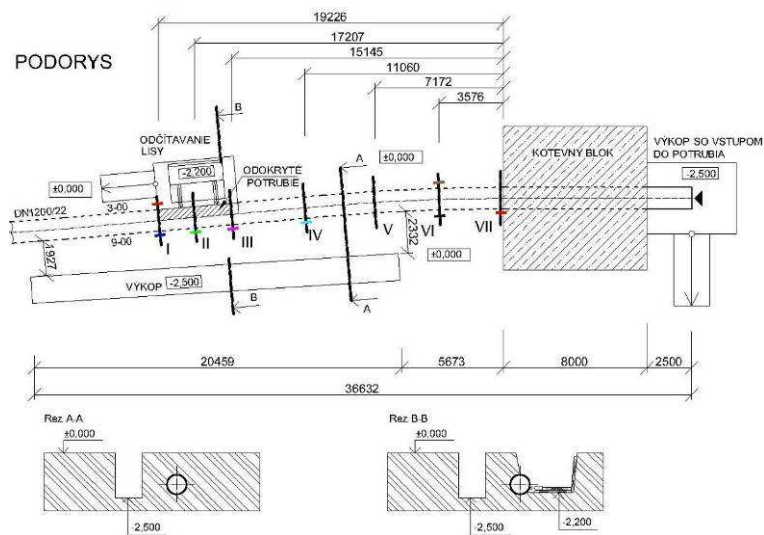 19226
17207
15145
11060
7172
3576
PODORYS
B
ODČÍTAVANIE
LISY
A
±0,000
KOTEVNY BLOK
VÝKOP SO VSTUPOM
DO POTRUBIA
-2,500
-2,200
ODOKRYTÉ
POTRUBIE
±0,000
DN1200/22
3-00
9-00
I
II
III
IV
V
VI
VII
1927
2332
±0,000
VÝKOP
-2,500
B
A
20459
5673
8000
2500
36632
Rez A-A
±0,000
-2,500
Rez B-B
±0,000
-2,500
-2,200